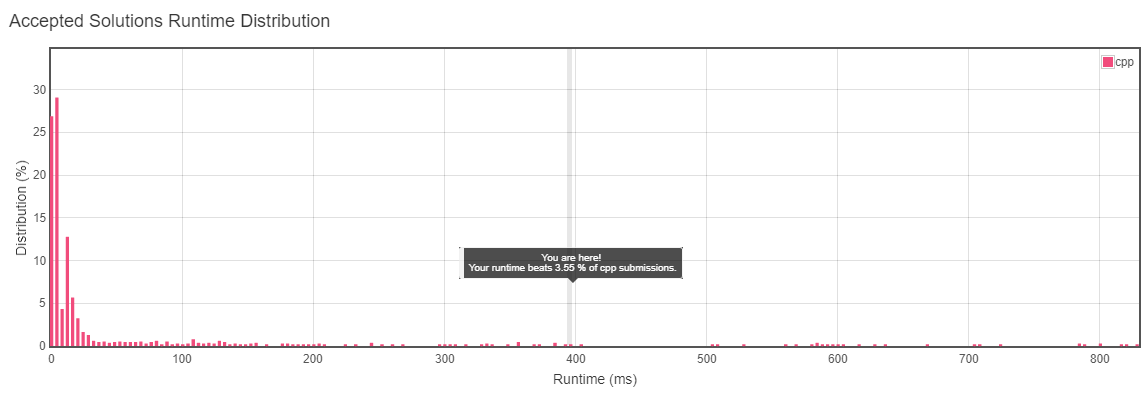 Accepted Solutions Runtime Distribution
cpp
Distribution (%)
30
25
20
15
10
5
0
You are here!
Your runtime beats 3.55 % of cpp submissions.
0 100 200 300 400 500 600 700 800
Runtime (ms)